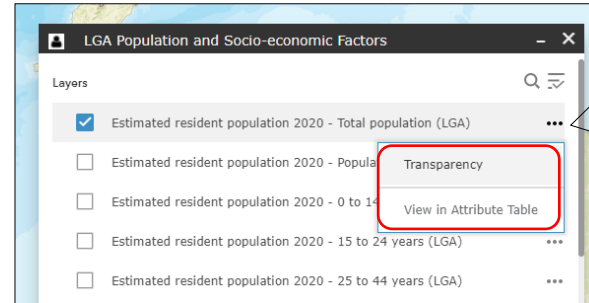 LGA Population and Socio-economic Factors
Layers
Estimated resident population 2020 - Total population (LGA)
Estimated resident population 2020 - Popula
Transparency
Estimated resident population 2020 - 0 to 14
View in Attribute Table
Estimated resident population 2020 - 15 to 24 years (LGA)
Estimated resident population 2020 - 25 to 44 years (LGA)